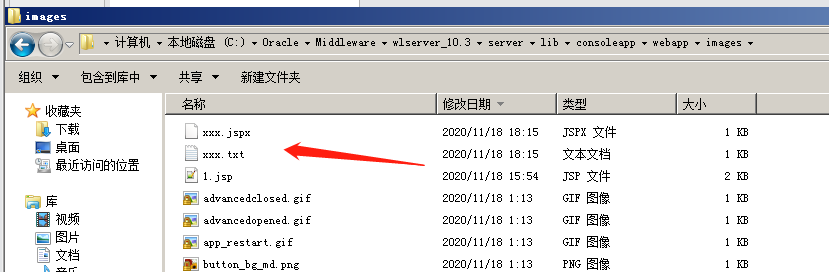 images
计算机 本地磁盘 (C:) Oracle Middleware wlserver_10.3 server lib consoleapp webapp images
组织 包含到库中 共享 新建文件夹
收藏夹
下载
桌面
最近访问的位置
库
视频
图片
文档
音乐
名称 修改日期 类型 大小
xxx.jspx 2020/11/18 18:15 JSPX 文件 1 KB
xxx.txt 2020/11/18 18:15 文本文档 1 KB
1.jsp 2020/11/18 15:54 JSP 文件 2 KB
advancedclosed.gif 2020/11/18 1:13 GIF 图像 1 KB
advancedopened.gif 2020/11/18 1:13 GIF 图像 1 KB
app_restart.gif 2020/11/18 1:13 GIF 图像 1 KB
button_bg_md.png 2020/11/18 1:13 PNG 图像 1 KB